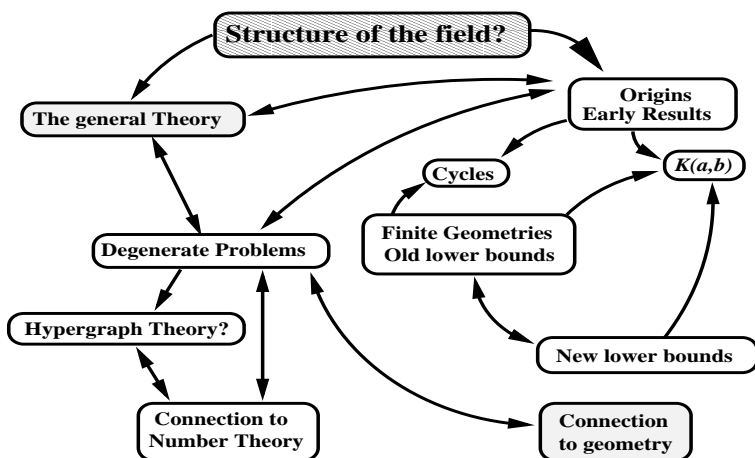 Structure of the field?
The general Theory
Origins
Early Results
Cycles
K(a,b)
Finite Geometries
Old lower bounds
Degenerate Problems
Hypergraph Theory?
New lower bounds
Connection to
Number Theory
Connection
to geometry